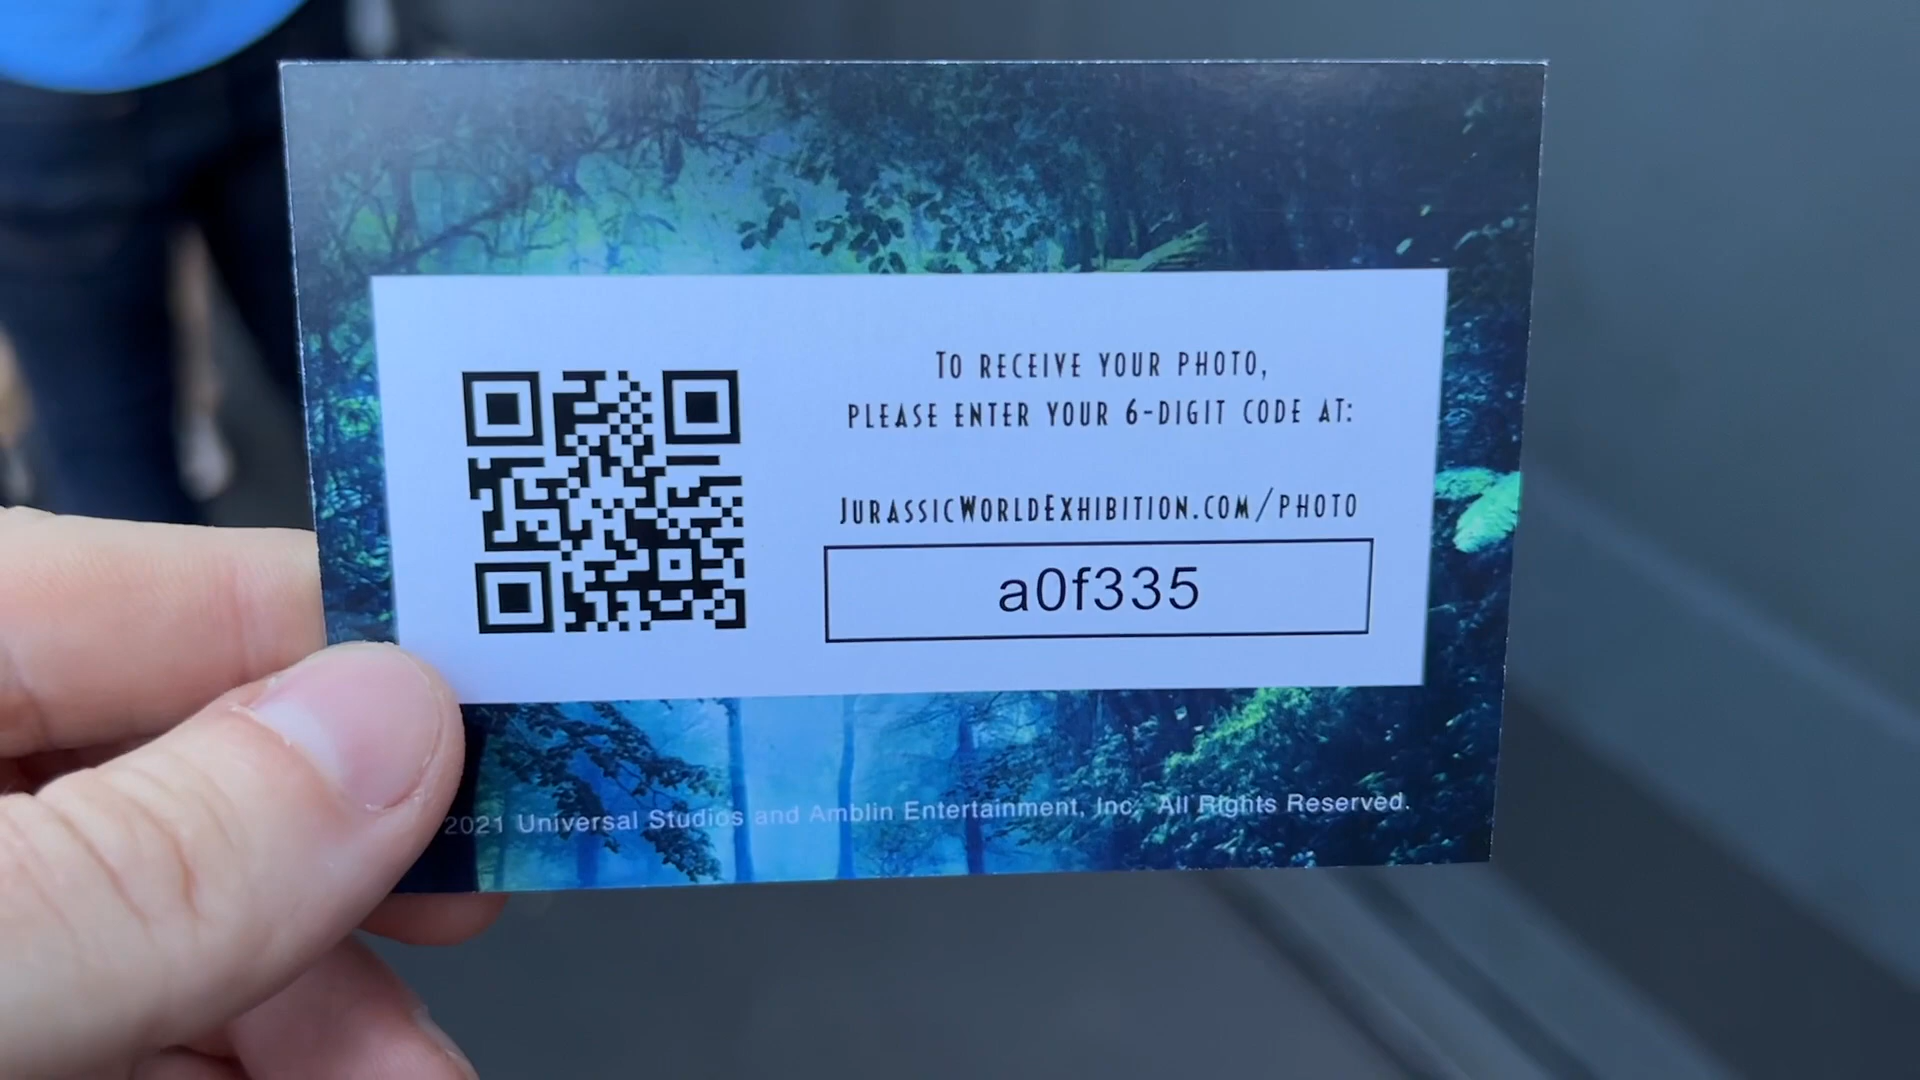 To receive your photo,
please enter your 6-digit code at:
JurassicWorldExhibition.com/photo
a0f335
2021 Universal Studios and Amblin Entertainment, Inc. All Rights Reserved.